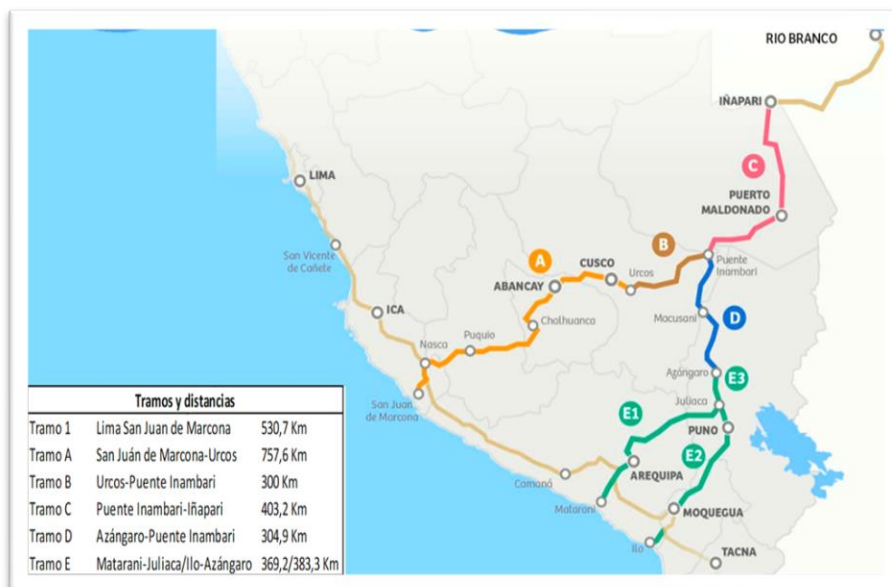 RIO BRANCO
IÑAPARI
C
LIMA
PUERTO
MALDONADO
San Vicente
de Cañete
B
A
CUSCO
Puente
Inambari
Urcos
ABANCAY
ICA
Macusani
D
Chalhuanca
Puquio
Nasca
Azángaro
E3
San Juan
de Marcona
Juliaca
E1
PUNO
E2
AREQUIPA
Camaná
Matarani
MOQUEGUA
Ilo
TACNA
Tramos y distancias
Tramo 1 Lima San Juan de Marcona 530,7 Km
Tramo A San Juán de Marcona-Urcos 757,6 Km
Tramo B Urcos-Puente Inambari 300 Km
Tramo C Puente Inambari-Iñapari 403,2 Km
Tramo D Azángaro-Puente Inambari 304,9 Km
Tramo E Matarani-Juliaca/Ilo-Azángaro 369,2/383,3 Km